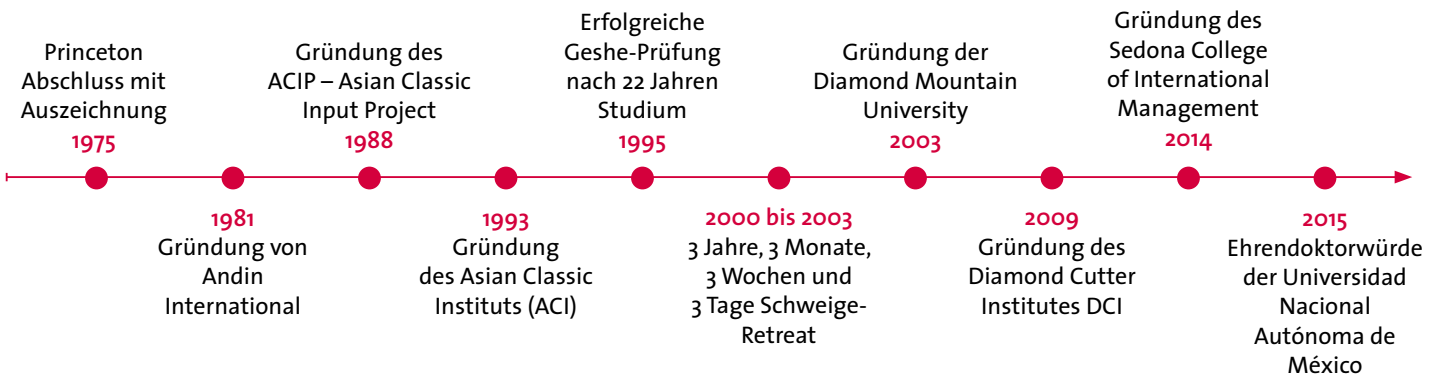 Princeton
Abschluss mit
Auszeichnung
1975
1981
Gründung von
Andin
International
Gründung des
ACIP – Asian Classic
Input Project
1988
1993
Gründung
des Asian Classic
Instituts (ACI)
Erfolgreiche
Geshe-Prüfung
nach 22 Jahren
Studium
1995
2000 bis 2003
3 Jahre, 3 Monate,
3 Wochen und
3 Tage Schweige-
Retreat
Gründung der
Diamond Mountain
University
2003
2009
Gründung des
Diamond Cutter
Institutes DCI
Gründung des
Sedona College
of International
Management
2014
2015
Ehrendoktorwürde
der Universidad
Nacional
Autónoma de
México